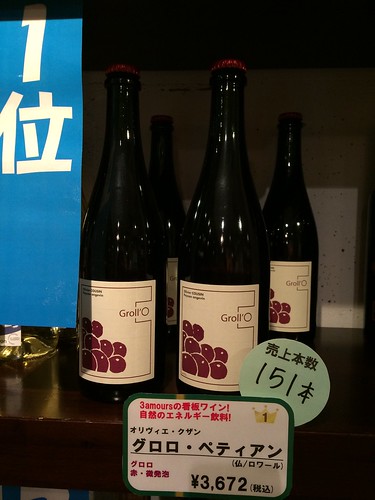 1
位
Olivier COUSIN
Groll'O
Groll'O
Groll'O
売上本数
151本
3amoursの看板ワイン!
自然のエネルギー飲料!
1
オリヴィエ・クザン
グロロ・ペティアン
(仏/ロワール)
グロロ
赤・微発泡
¥3,672(税込)